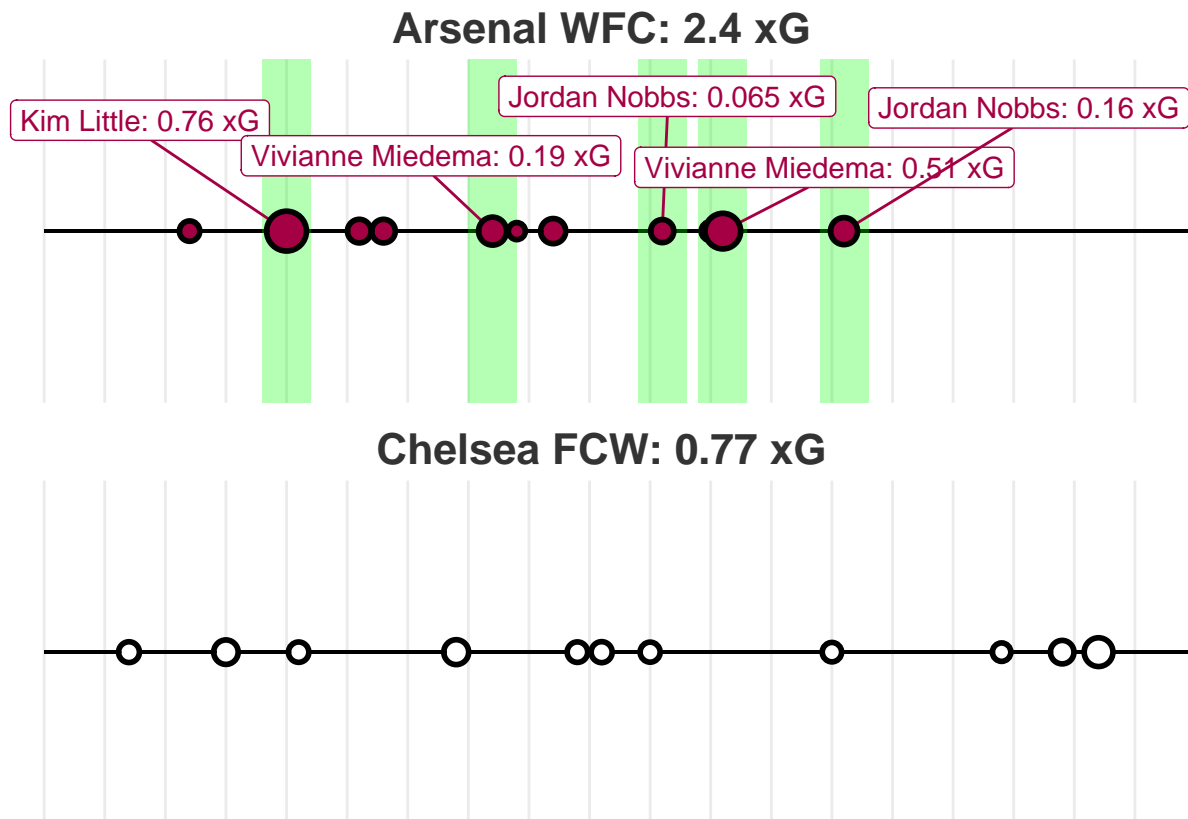 Arsenal WFC: 2.4 xG
Jordan Nobbs: 0.065 xG
Jordan Nobbs: 0.16 xG
Kim Little: 0.76 xG
Vivianne Miedema: 0.19 xG
Vivianne Miedema: 0.51 xG
Chelsea FCW: 0.77 xG